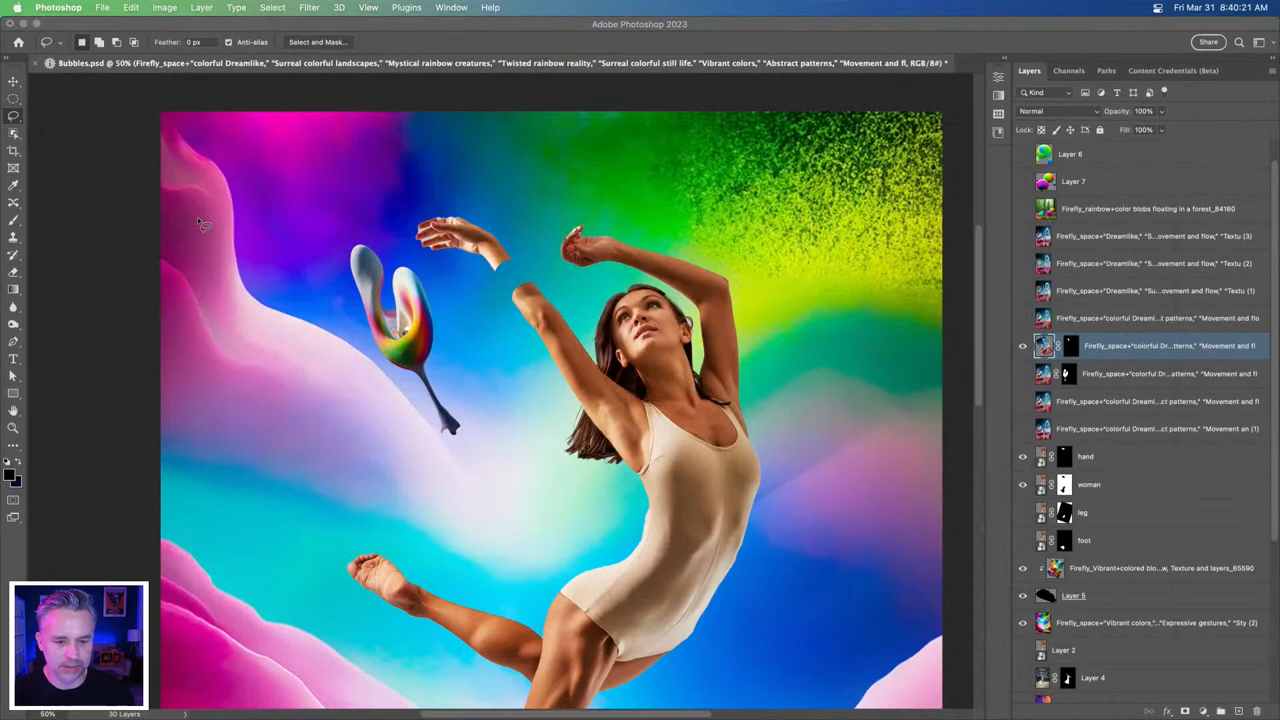 Photoshop File Edit Image Layer Type Select Filter 3D View Plugins Window Help Fri Mar 31 8:40:21 AM
Adobe Photoshop 2023
Feather: 0 px Anti-alias Select and Mask... Share
Bubbles.psd @ 50% (Firefly_space+"colorful Dreamlike," "Surreal colorful landscapes," "Mystical rainbow creatures," "Twisted rainbow reality," "Surreal colorful still life. "Vibrant colors," "Abstract patterns," "Movement and fl, RGB/8#) *
Layers Channels Paths Content Credentials (Beta)
Kind
Normal Opacity: 100%
Lock: Fill: 100%
Layer 6
Layer 7
Firefly_rainbow+color blobs floating in a forest_84160
Firefly_space+"Dreamlike," "S...ovement and flow," "Textu (3)
Firefly_space+"Dreamlike," "S...ovement and flow," "Textu (2)
Firefly_space+"Dreamlike," "Su...ovement and flow," "Textu (1)
Firefly_space+"colorful Dreaml...t patterns," "Movement and flo
Firefly_space+"colorful Dr...tterns," "Movement and fl
Firefly_space+"colorful Dr...atterns," "Movement and fl
Firefly_space+"colorful Dreaml...ct patterns," "Movement and flo
Firefly_space+"colorful Dreaml...ct patterns," "Movement an (1)
hand
woman
leg
foot
Firefly_Vibrant+colored blo...w, Texture and layers_65590
Layer 5
Firefly_space+"Vibrant colors,"..."Expressive gestures," "Sty (2)
Layer 2
Layer 4
50% 30 Layers